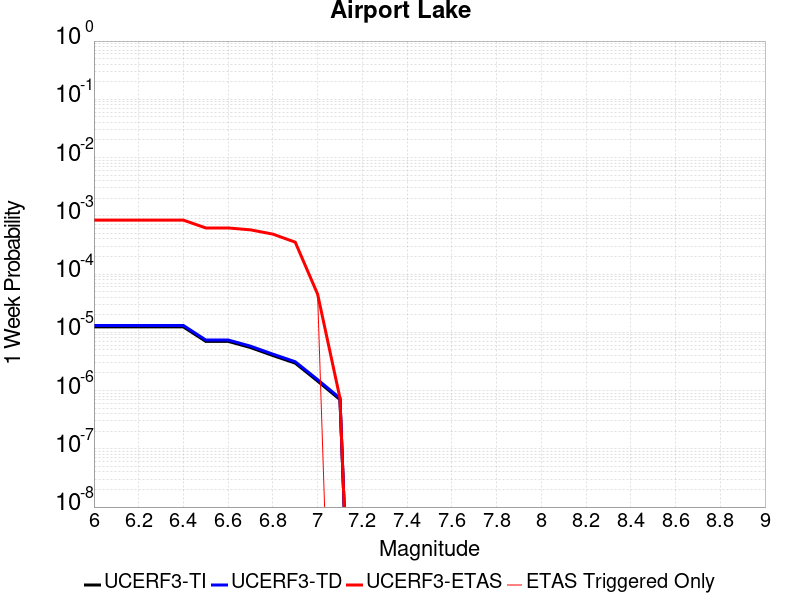 Airport Lake
10^0
10^-1
10^-2
10^-3
10^-4
10^-5
10^-6
10^-7
10^-8
1 Week Probability
6 6.2 6.4 6.6 6.8 7 7.2 7.4 7.6 7.8 8 8.2 8.4 8.6 8.8 9
Magnitude
UCERF3-TI UCERF3-TD UCERF3-ETAS ETAS Triggered Only